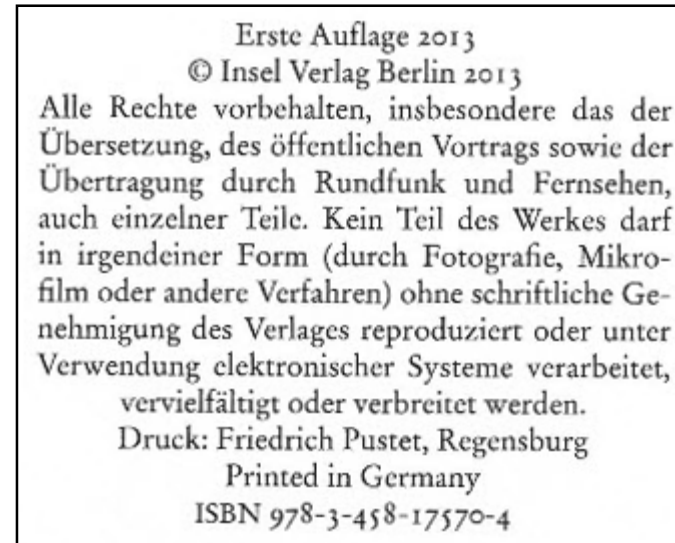 Erste Auflage 2013
© Insel Verlag Berlin 2013
Alle Rechte vorbehalten, insbesondere das der
Übersetzung, des öffentlichen Vortrags sowie der
Übertragung durch Rundfunk und Fernsehen,
auch einzelner Teile. Kein Teil des Werkes darf
in irgendeiner Form (durch Fotografie, Mikro-
film oder andere Verfahren) ohne schriftliche Ge-
nehmigung des Verlages reproduziert oder unter
Verwendung elektronischer Systeme verarbeitet,
vervielfältigt oder verbreitet werden.
Druck: Friedrich Pustet, Regensburg
Printed in Germany
ISBN 978-3-458-17570-4